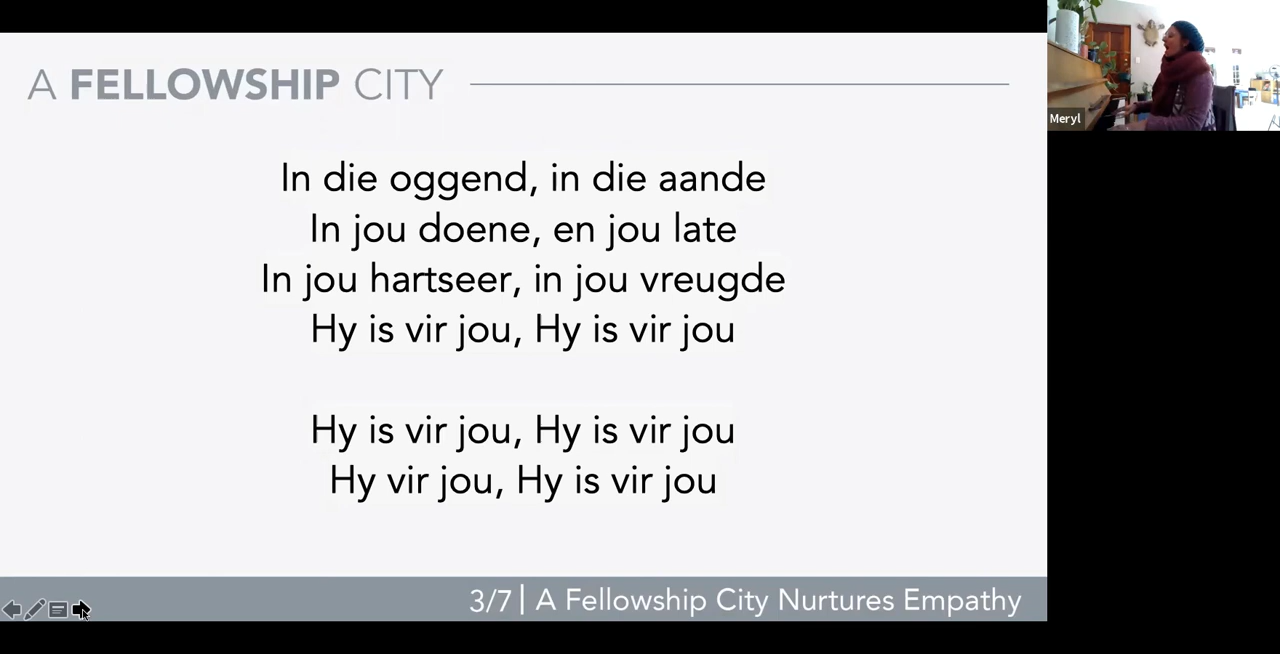 A FELLOWSHIP CITY
In die oggend, in die aande
In jou doene, en jou late
In jou hartseer, in jou vreugde
Hy is vir jou, Hy is vir jou
Hy is vir jou, Hy is vir jou
Hy vir jou, Hy is vir jou
3/7 | A Fellowship City Nurtures Empathy
Meryl